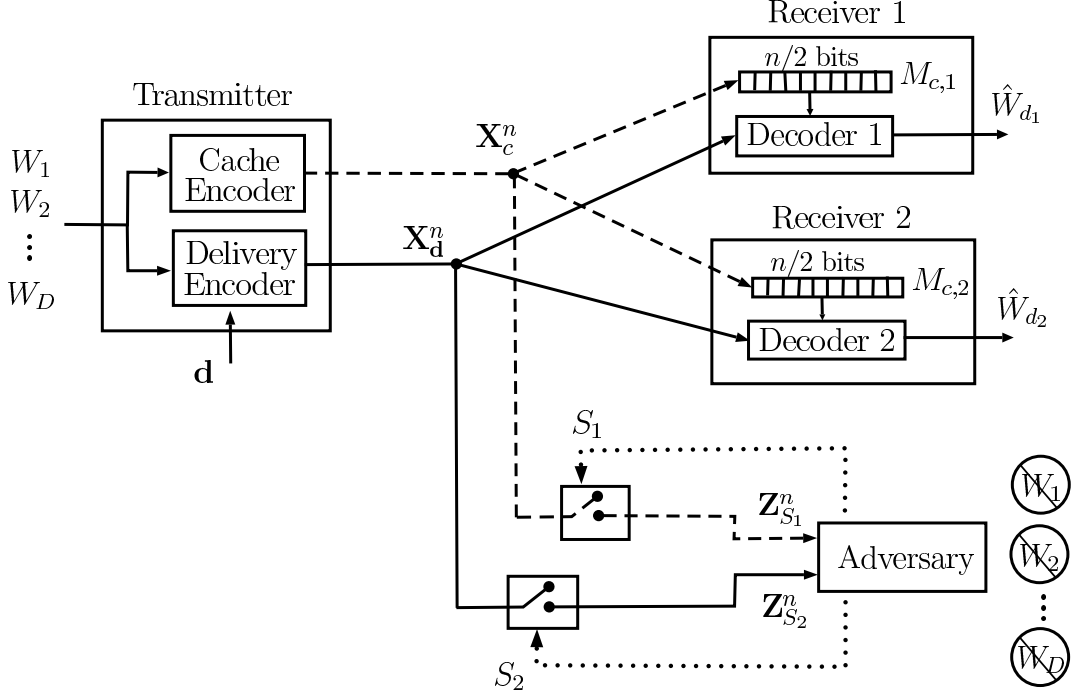 Receiver 1
n/2 bits
M_{c,1}
Decoder 1
Ŵ_{d_1}
Transmitter
W_1
W_2
⋮
W_D
Cache
Encoder
Delivery
Encoder
d
X_c^n
X_d^n
Receiver 2
n/2 bits
M_{c,2}
Decoder 2
Ŵ_{d_2}
S_1
Z_{S_1}^n
Adversary
Z_{S_2}^n
S_2
W_1
W_2
⋮
W_D